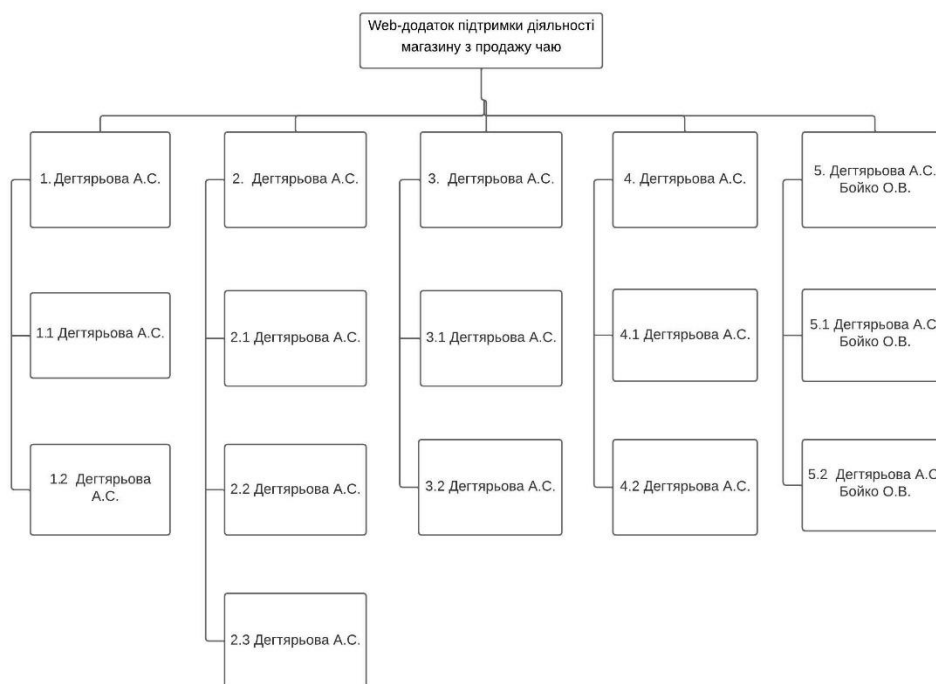 Web-додаток підтримки діяльності
магазину з продажу чаю
1. Дегтярьова А.С.
2. Дегтярьова А.С.
3. Дегтярьова А.С.
4. Дегтярьова А.С.
5. Дегтярьова А.С.
Бойко О.В.
1.1 Дегтярьова А.С.
2.1 Дегтярьова А.С.
3.1 Дегтярьова А.С.
4.1 Дегтярьова А.С.
5.1 Дегтярьова А.С
Бойко О.В.
1.2 Дегтярьова
А.С.
2.2 Дегтярьова А.С.
3.2 Дегтярьова А.С.
4.2 Дегтярьова А.С.
5.2 Дегтярьова А.С
Бойко О.В.
2.3 Дегтярьова А.С.